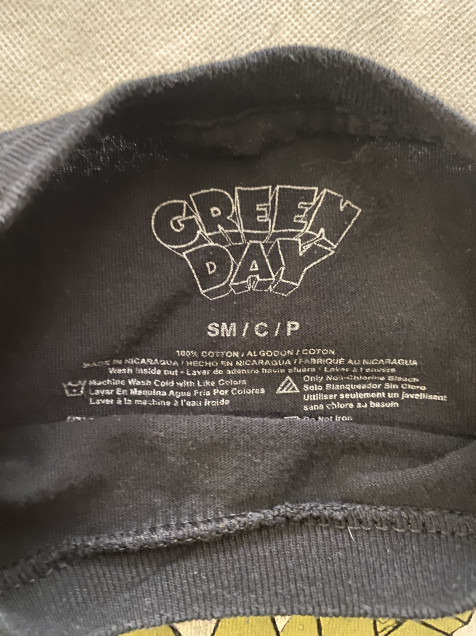 GREEN
DAY
SM / C / P
100% COTTON / ALGODON / COTON
MADE IN NICARAGUA / HECHO EN NICARAGUA / FABRIQUÉ AU NICARAGUA
Wash inside out - Lavar de adentro hacia afuera - Laver à l'envers
Machine Wash Cold with Like Colors
Lavar En Maquina Agua Fria Por Colores
Laver à la machine à l'eau froide
Only Non-Chlorine Bleach
Solo Blanqueador Sin Cloro
Utiliser seulement un javellisant
sans chlore au besoin
Do Not Iron